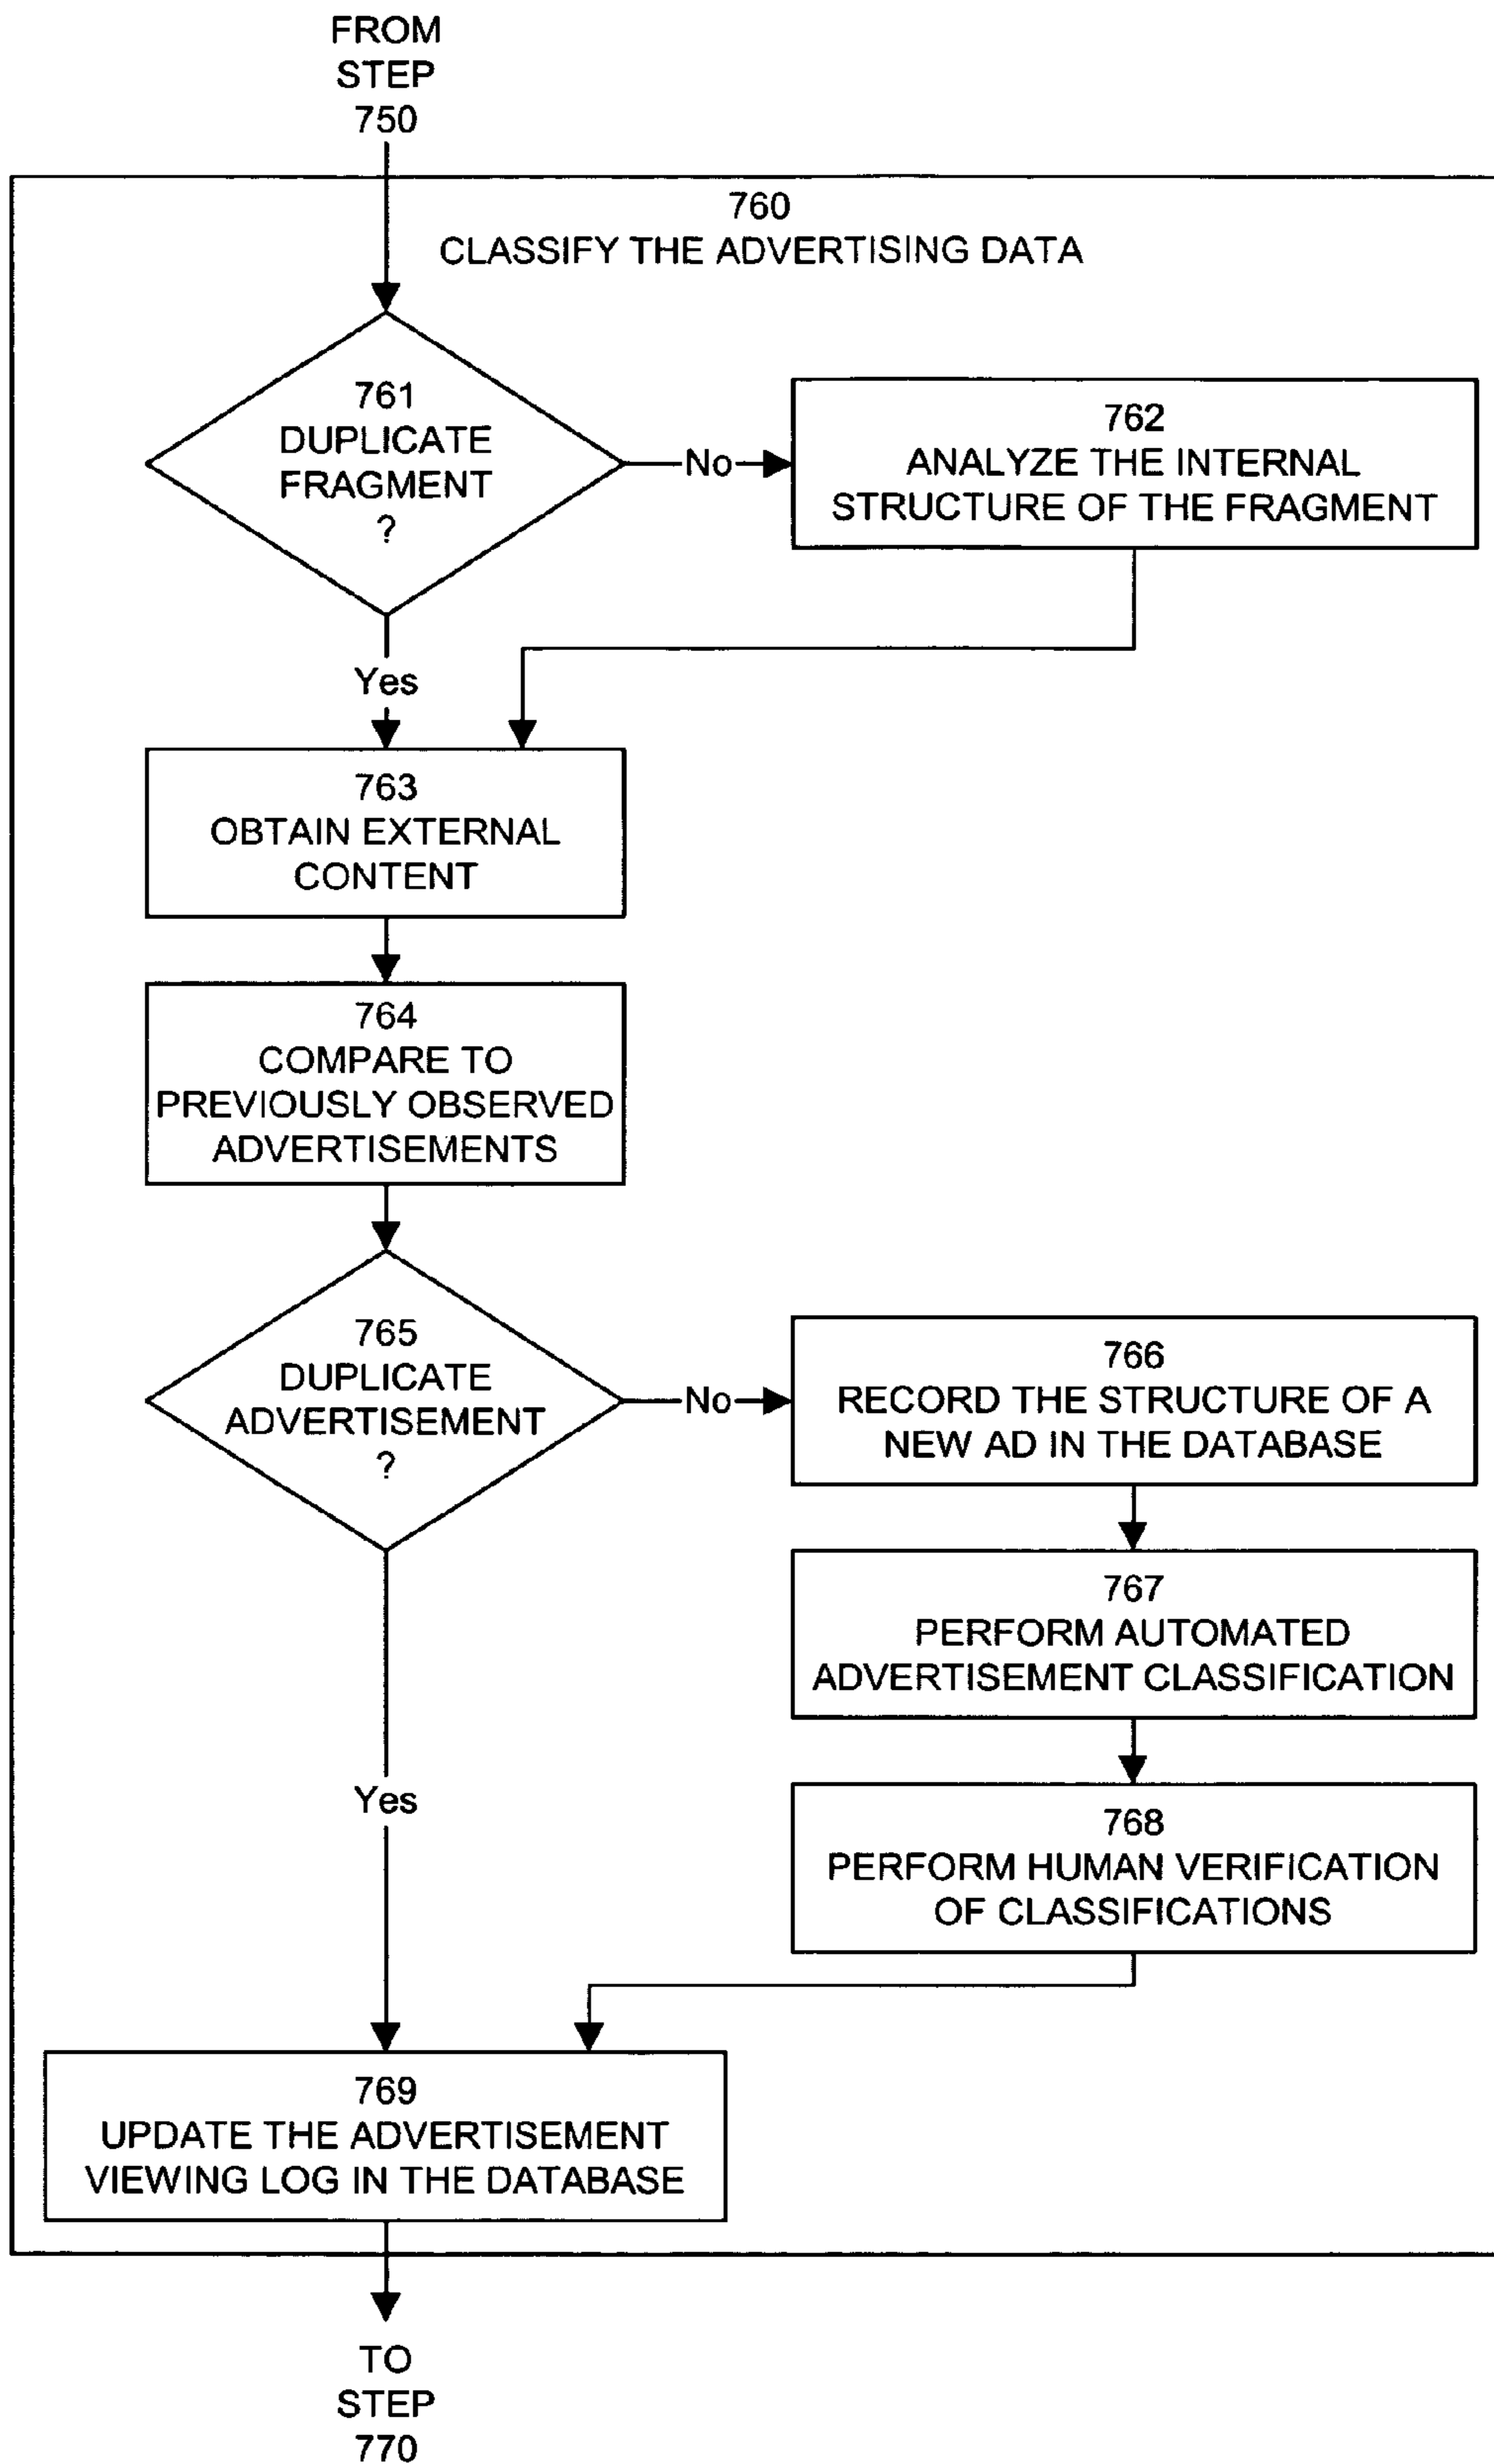 FROM
STEP
750
760
CLASSIFY THE ADVERTISING DATA
761
DUPLICATE
FRAGMENT
?
No
762
ANALYZE THE INTERNAL
STRUCTURE OF THE FRAGMENT
Yes
763
OBTAIN EXTERNAL
CONTENT
764
COMPARE TO
PREVIOUSLY OBSERVED
ADVERTISEMENTS
765
DUPLICATE
ADVERTISEMENT
?
No
766
RECORD THE STRUCTURE OF A
NEW AD IN THE DATABASE
767
PERFORM AUTOMATED
ADVERTISEMENT CLASSIFICATION
Yes
768
PERFORM HUMAN VERIFICATION
OF CLASSIFICATIONS
769
UPDATE THE ADVERTISEMENT
VIEWING LOG IN THE DATABASE
TO
STEP
770